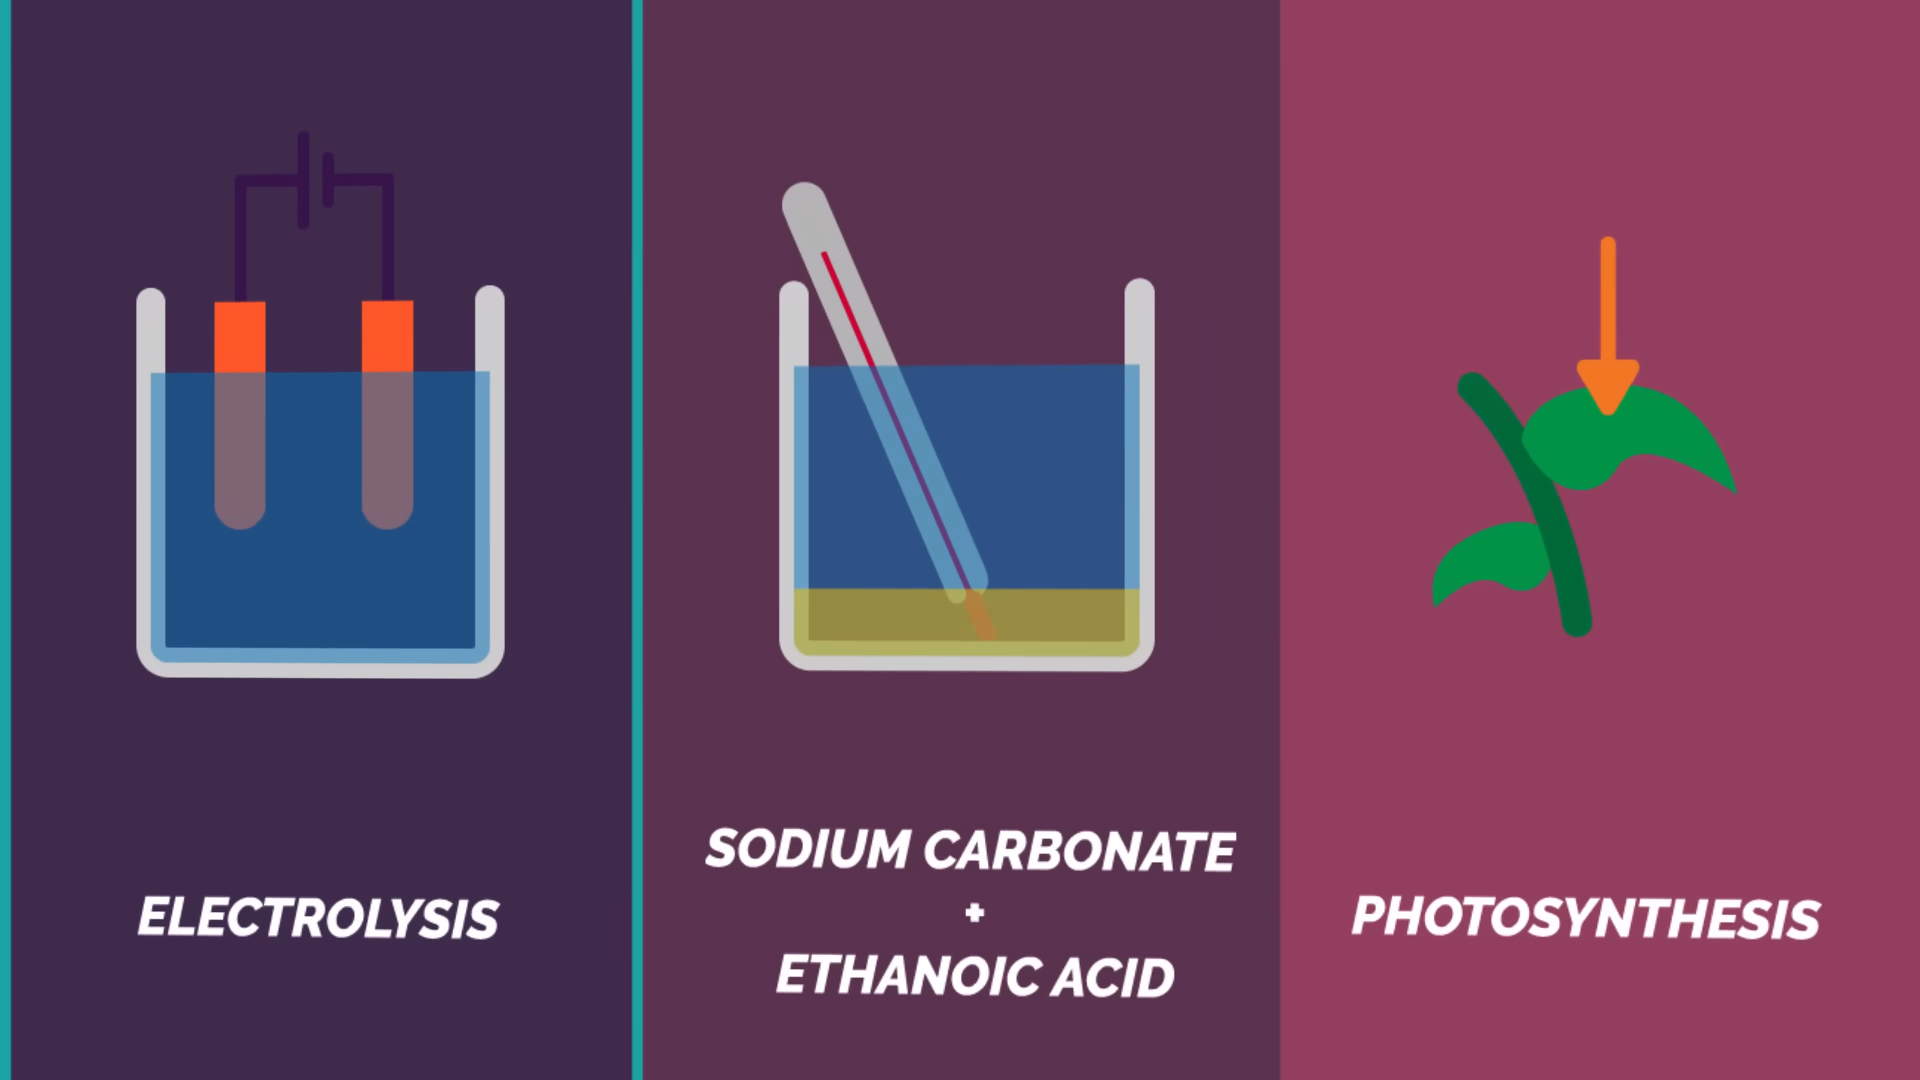 ELECTROLYSIS
SODIUM CARBONATE
+
ETHANOIC ACID
PHOTOSYNTHESIS